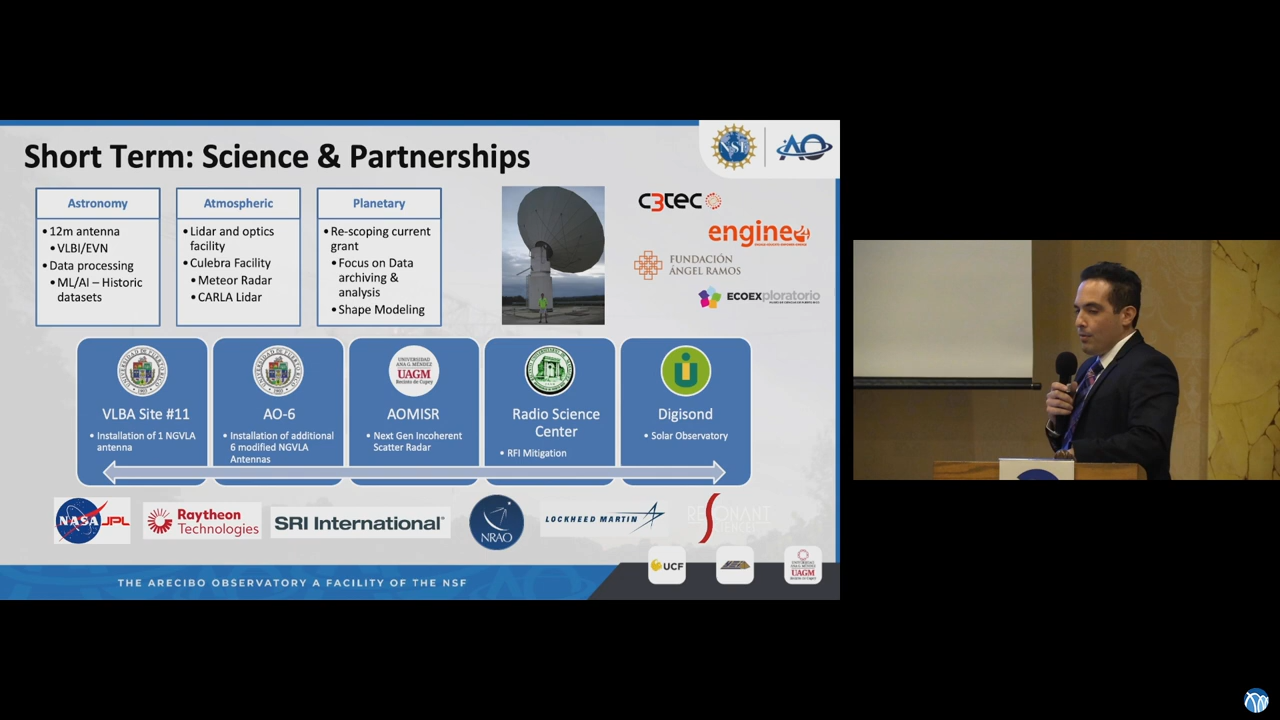 Short Term: Science & Partnerships
NSF
AO
Astronomy
• 12m antenna
• VLBI/EVN
• Data processing
• ML/AI – Historic
datasets
Atmospheric
• Lidar and optics
facility
• Culebra Facility
• Meteor Radar
• CARLA Lidar
Planetary
• Re-scoping current
grant
• Focus on Data
archiving &
analysis
• Shape Modeling
C3tec
engine4
FUNDACIÓN
ÁNGEL RAMOS
ECOEXploratorio
VLBA Site #11
• Installation of 1 NGVLA
antenna
AO-6
• Installation of additional
6 modified NGVLA
Antennas
UNIVERSIDAD
ANA G. MÉNDEZ
UAGM
Recinto de Cupey
AOMISR
• Next Gen Incoherent
Scatter Radar
Radio Science
Center
• RFI Mitigation
Digisond
• Solar Observatory
NASA JPL
Raytheon
Technologies
SRI International
NRAO
LOCKHEED MARTIN
RESONANT
SCIENCES
THE ARECIBO OBSERVATORY A FACILITY OF THE NSF
UCF
UAGM